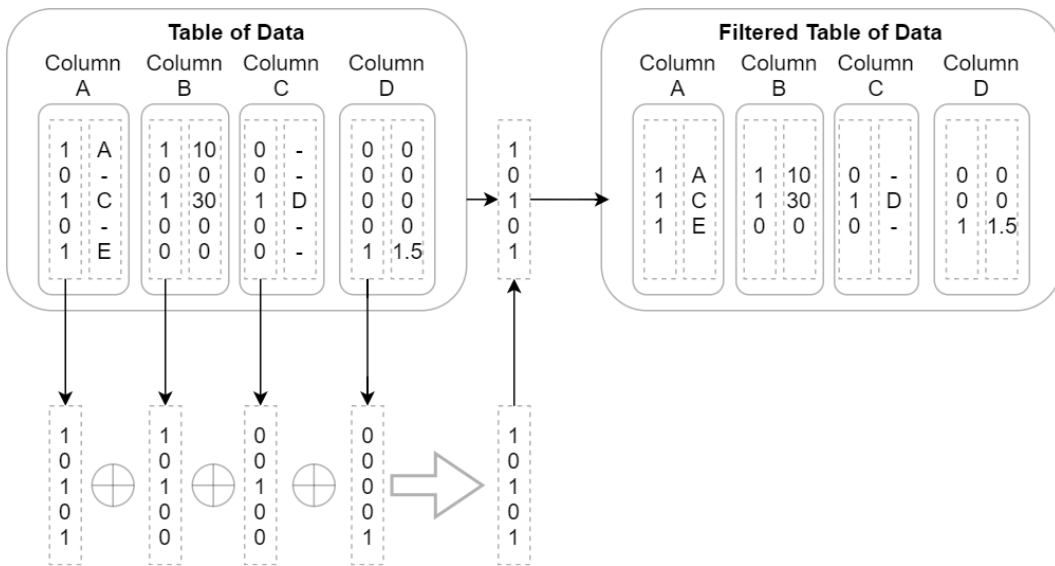 Table of Data
Column A Column B Column C Column D
1 A 1 10 0 - 0 0
0 - 0 0 0 - 0 0
1 C 1 30 1 D 0 0
0 - 0 0 0 - 0 0
1 E 0 0 0 - 1 1.5
1
0
1
0
1
Filtered Table of Data
Column A Column B Column C Column D
1 A 1 10 0 - 0 0
1 C 1 30 1 D 0 0
1 E 0 0 0 - 1 1.5
1 1 0 0 1
0 0 0 0 0
1 1 1 0 1
0 0 0 0 0
1 0 0 1 1